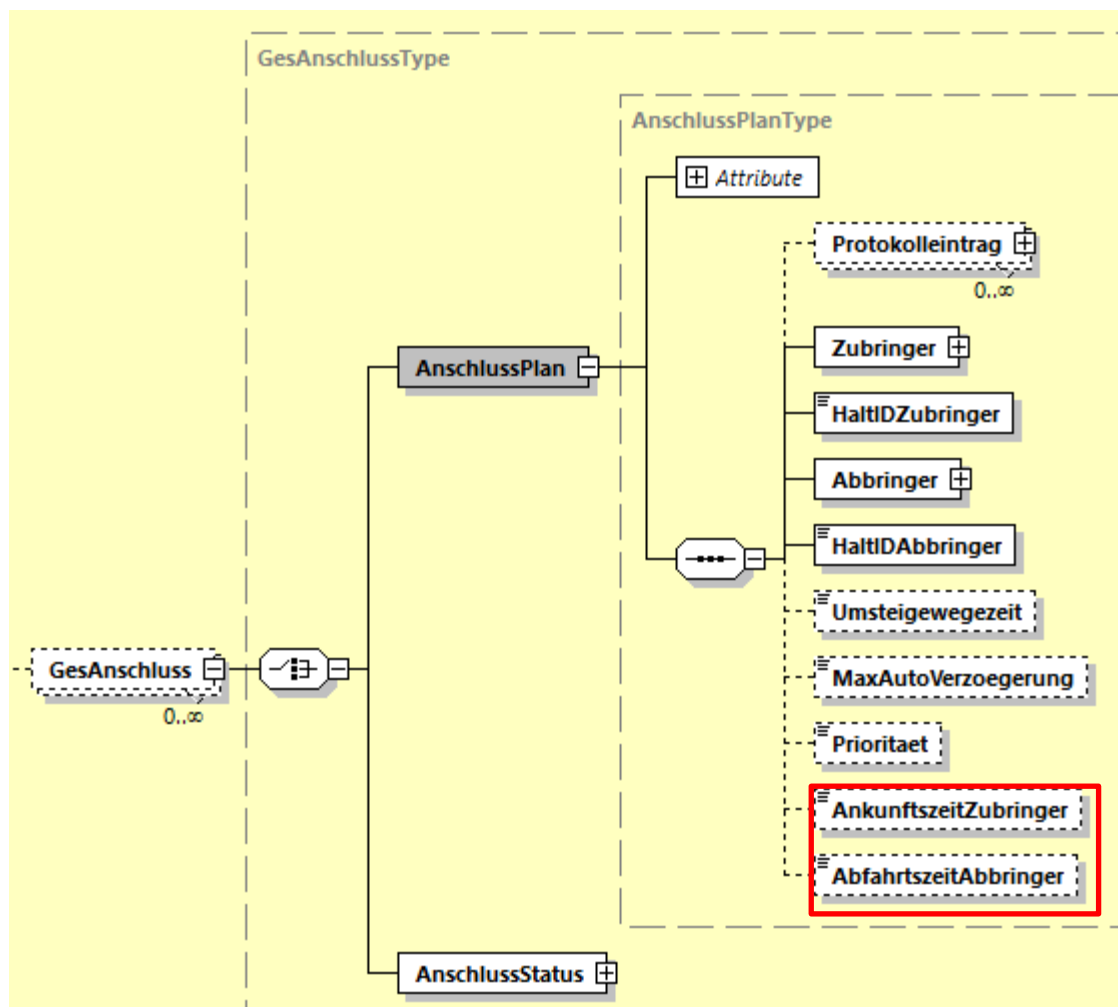 GesAnschlussType
AnschlussPlanType
Attribute
Protokolleintrag
0..∞
Zubringer
AnschlussPlan
HaltIDZubringer
Abbringer
HaltIDAbbringer
Umsteigewegezeit
GesAnschluss
0..∞
MaxAutoVerzoegerung
Prioritaet
AnkunftszeitZubringer
AbfahrtszeitAbbringer
AnschlussStatus